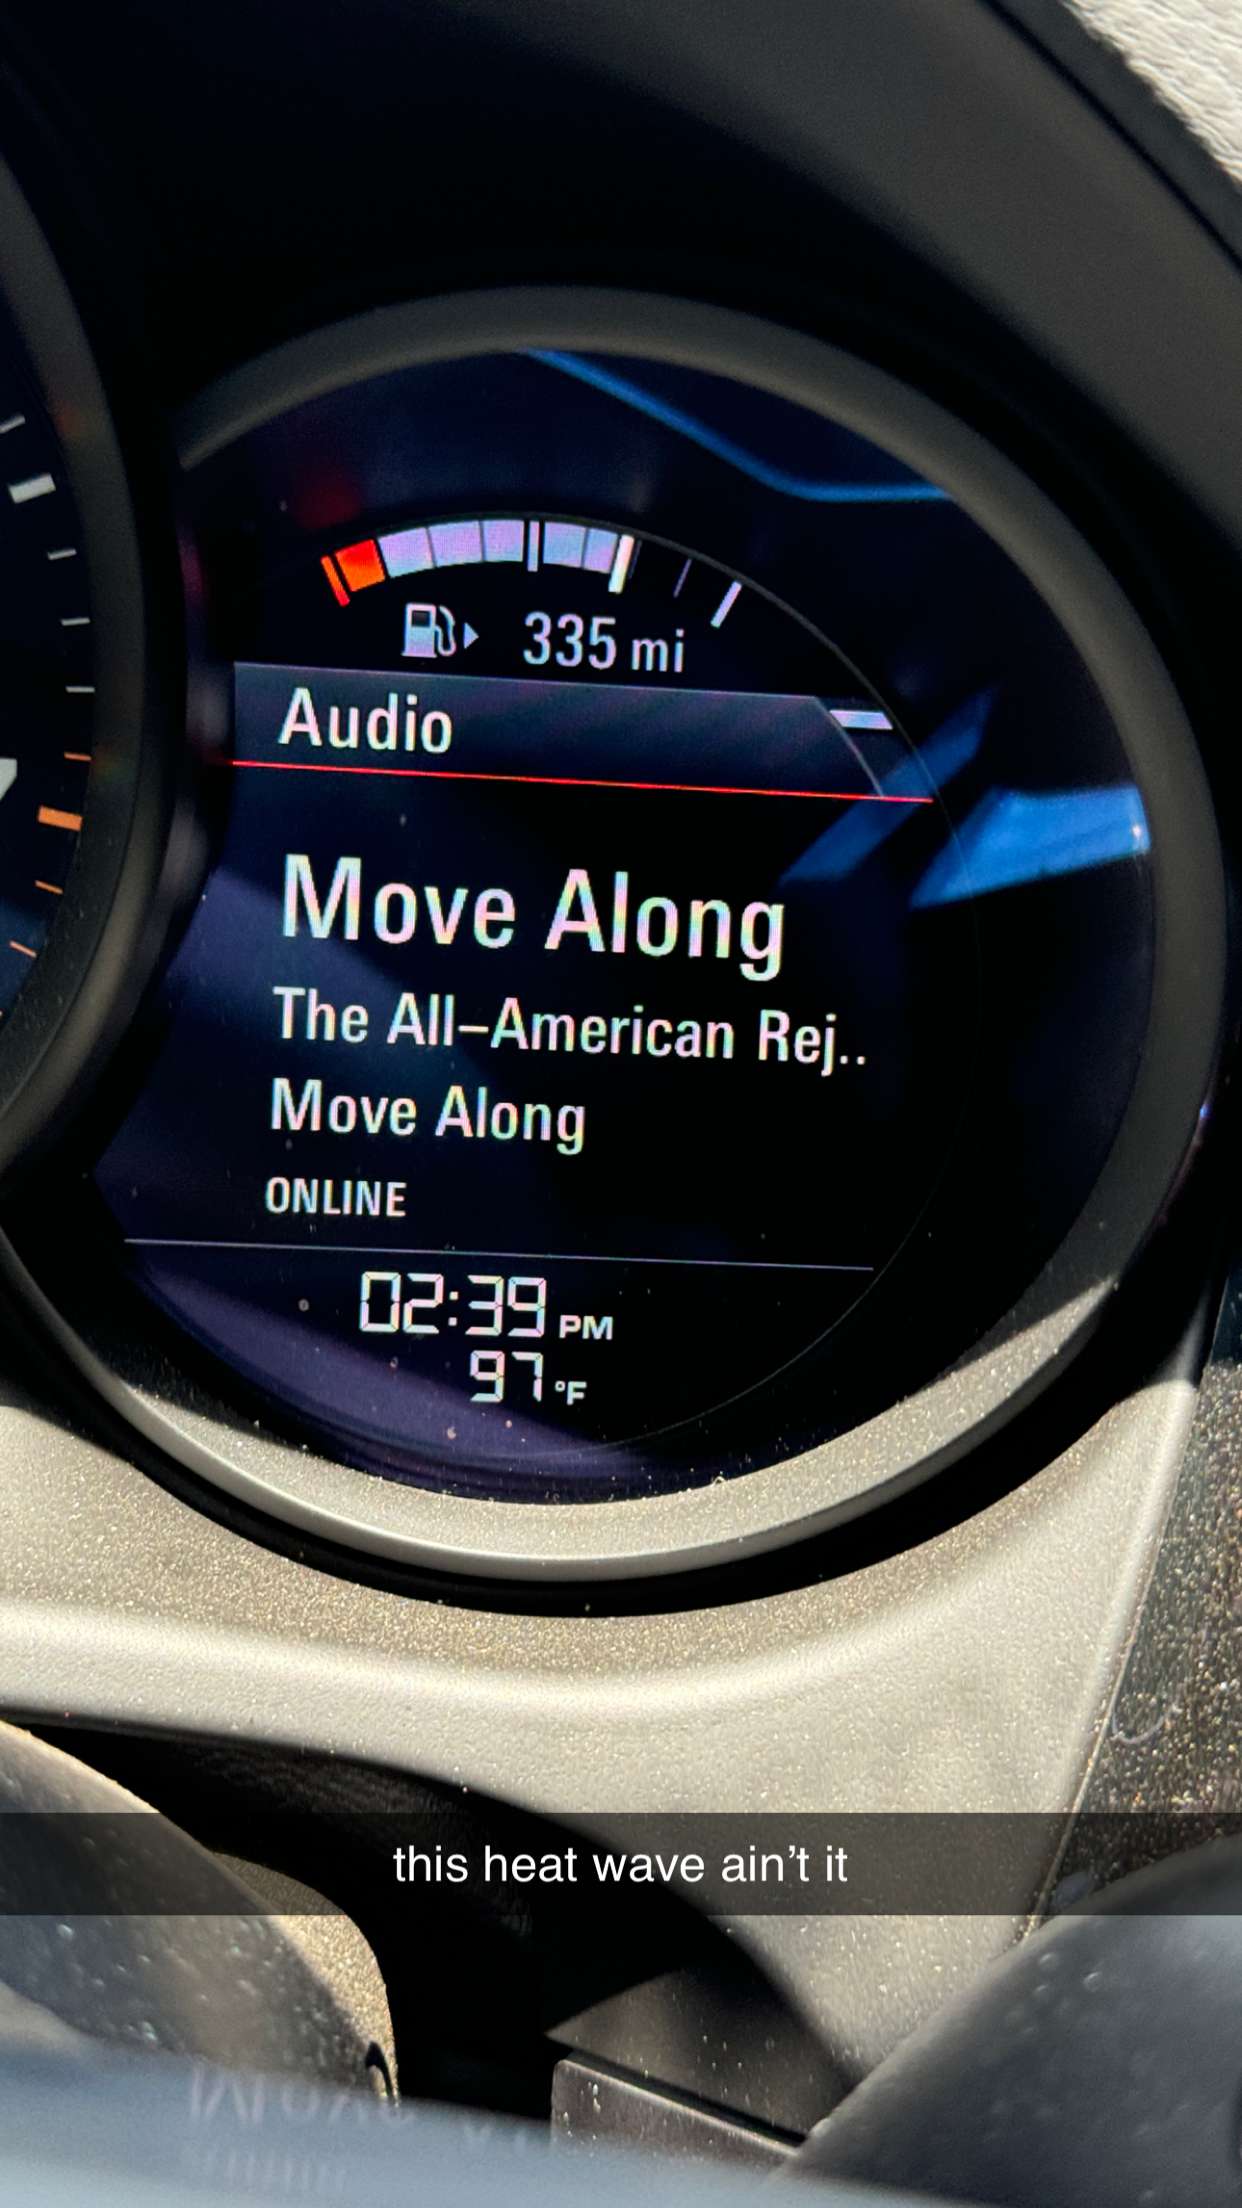 335 mi
Audio
Move Along
The All-American Rej..
Move Along
ONLINE
02:39 PM
97 °F
this heat wave ain't it